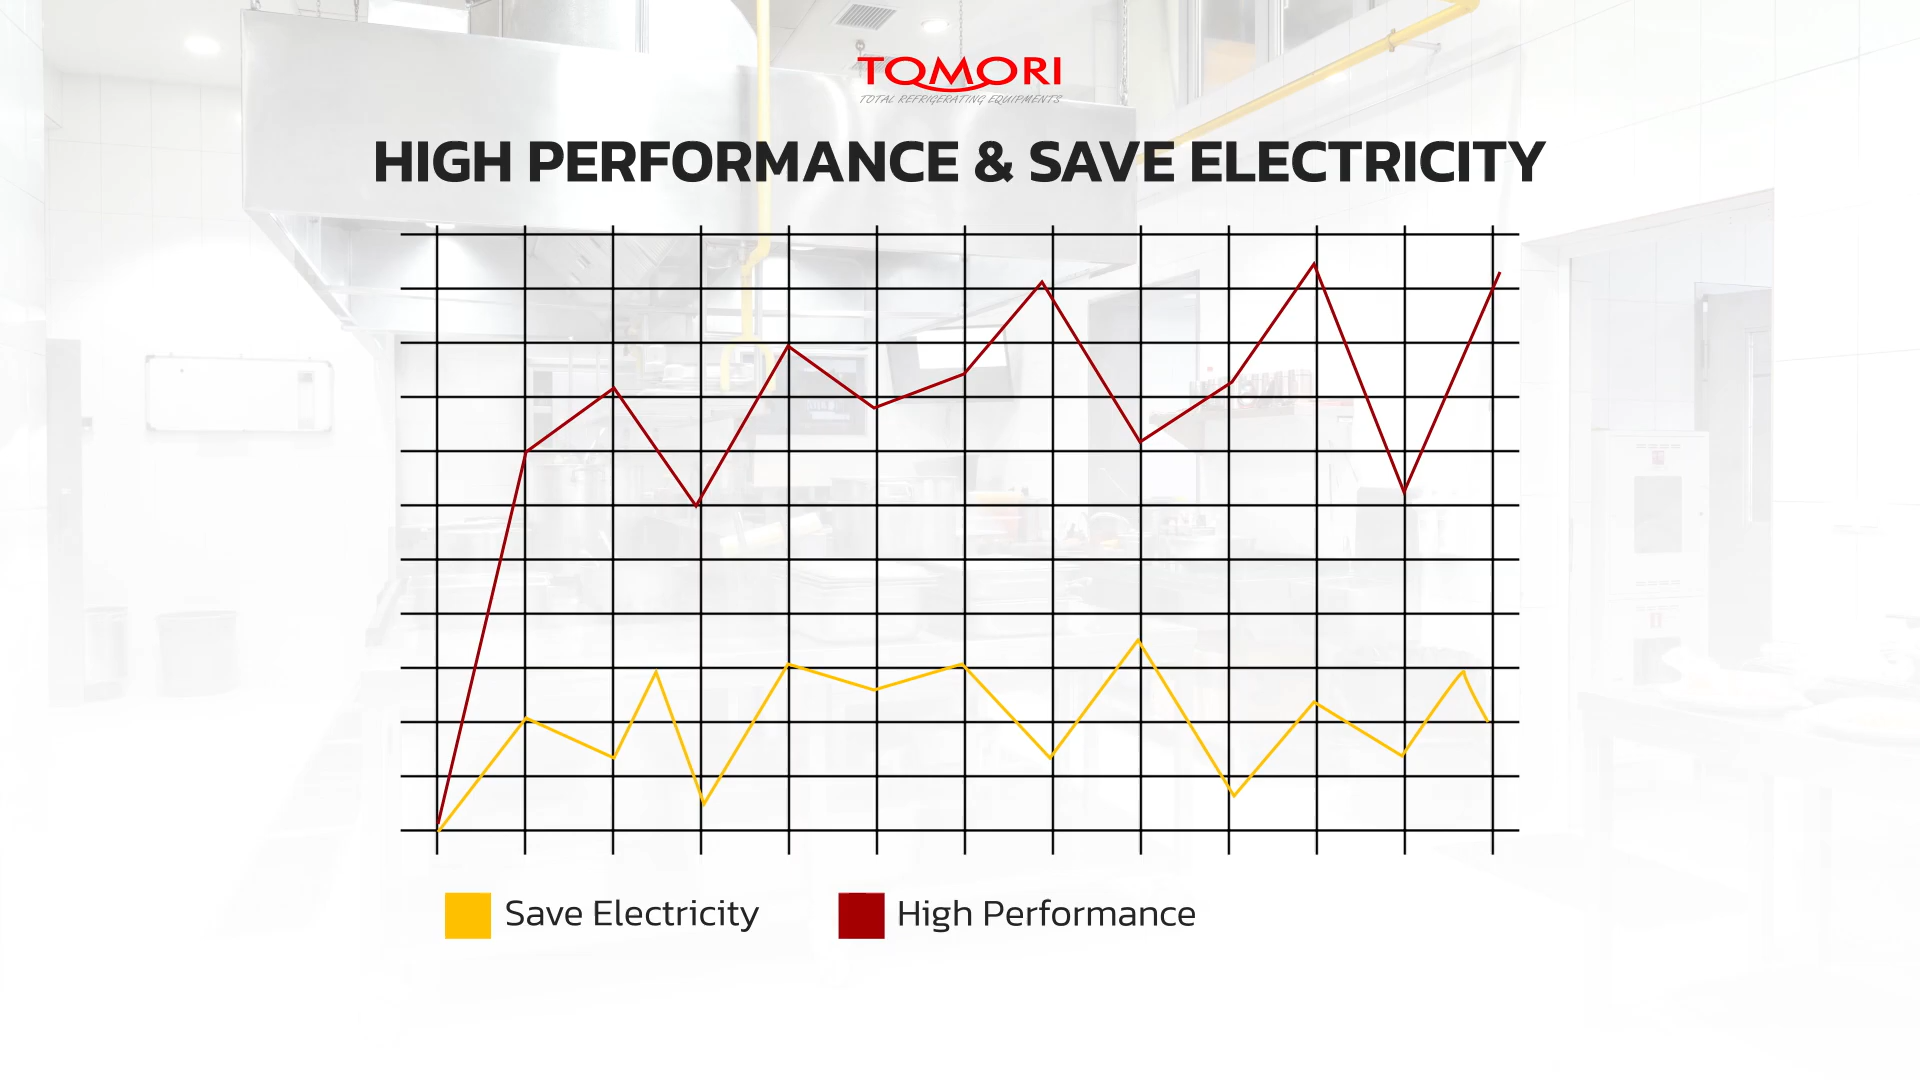 TOMORI
TOTAL REFRIGERATING EQUIPMENTS
HIGH PERFORMANCE & SAVE ELECTRICITY
Save Electricity
High Performance